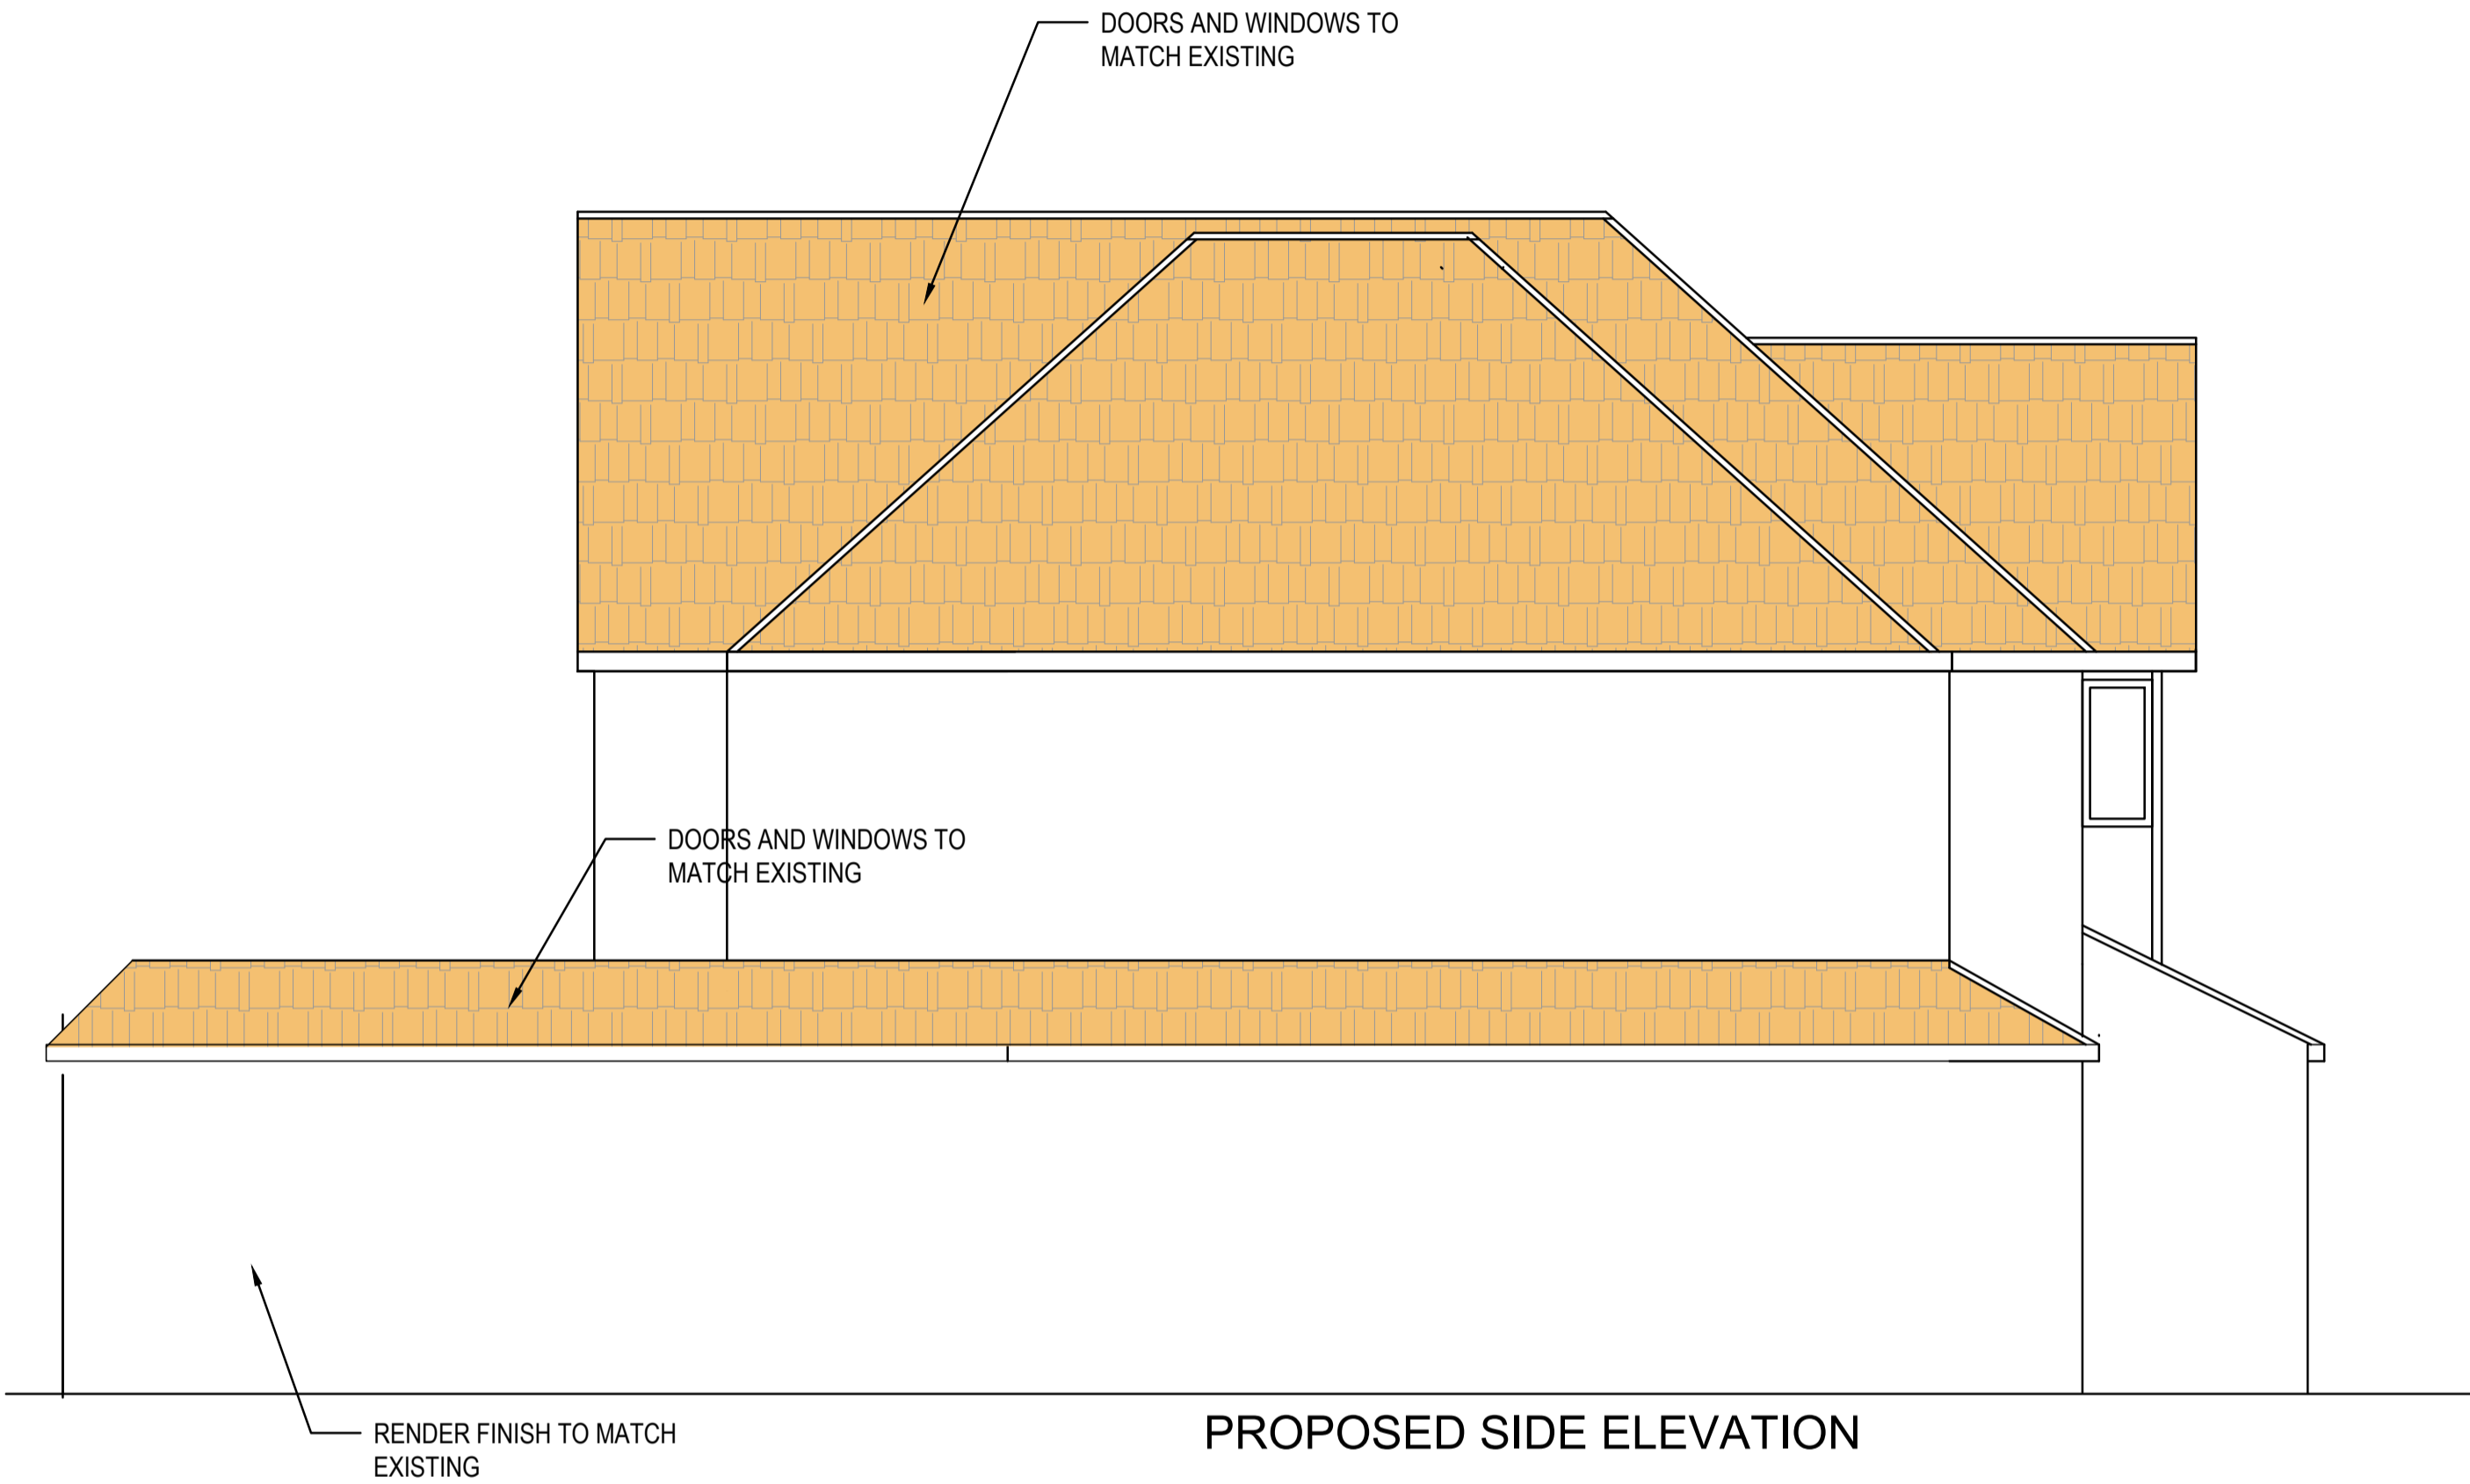 DOORS AND WINDOWS TO
MATCH EXISTING
DOORS AND WINDOWS TO
MATCH EXISTING
RENDER FINISH TO MATCH
EXISTING
PROPOSED SIDE ELEVATION